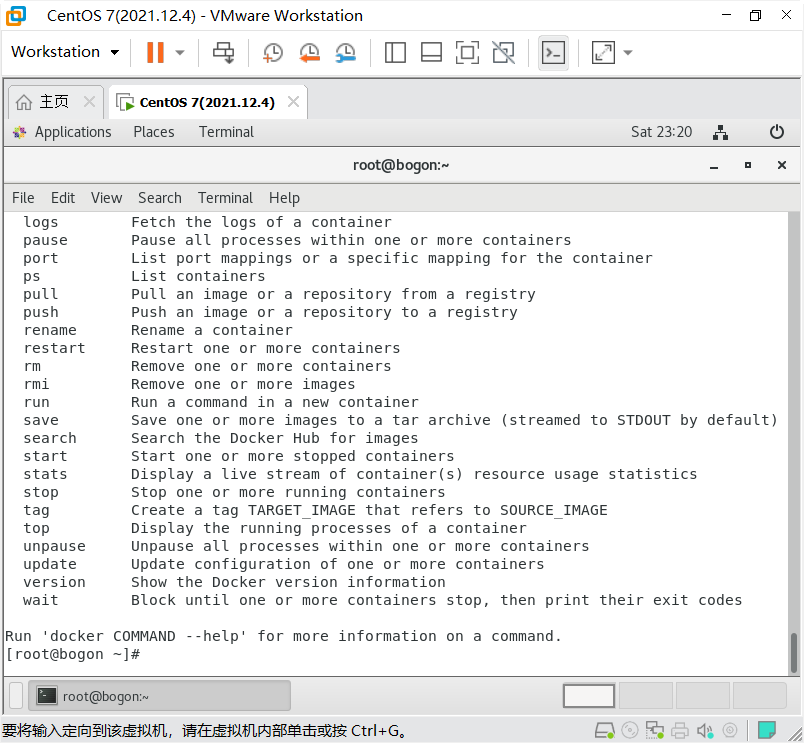 CentOS 7(2021.12.4) - VMware Workstation
Workstation
主页
CentOS 7(2021.12.4)
Applications Places Terminal Sat 23:20
root@bogon:~
File Edit View Search Terminal Help
logs Fetch the logs of a container
pause Pause all processes within one or more containers
port List port mappings or a specific mapping for the container
ps List containers
pull Pull an image or a repository from a registry
push Push an image or a repository to a registry
rename Rename a container
restart Restart one or more containers
rm Remove one or more containers
rmi Remove one or more images
run Run a command in a new container
save Save one or more images to a tar archive (streamed to STDOUT by default)
search Search the Docker Hub for images
start Start one or more stopped containers
stats Display a live stream of container(s) resource usage statistics
stop Stop one or more running containers
tag Create a tag TARGET_IMAGE that refers to SOURCE_IMAGE
top Display the running processes of a container
unpause Unpause all processes within one or more containers
update Update configuration of one or more containers
version Show the Docker version information
wait Block until one or more containers stop, then print their exit codes
Run 'docker COMMAND --help' for more information on a command.
[root@bogon ~]#
root@bogon:~
要将输入定向到该虚拟机，请在虚拟机内部单击或按 Ctrl+G。